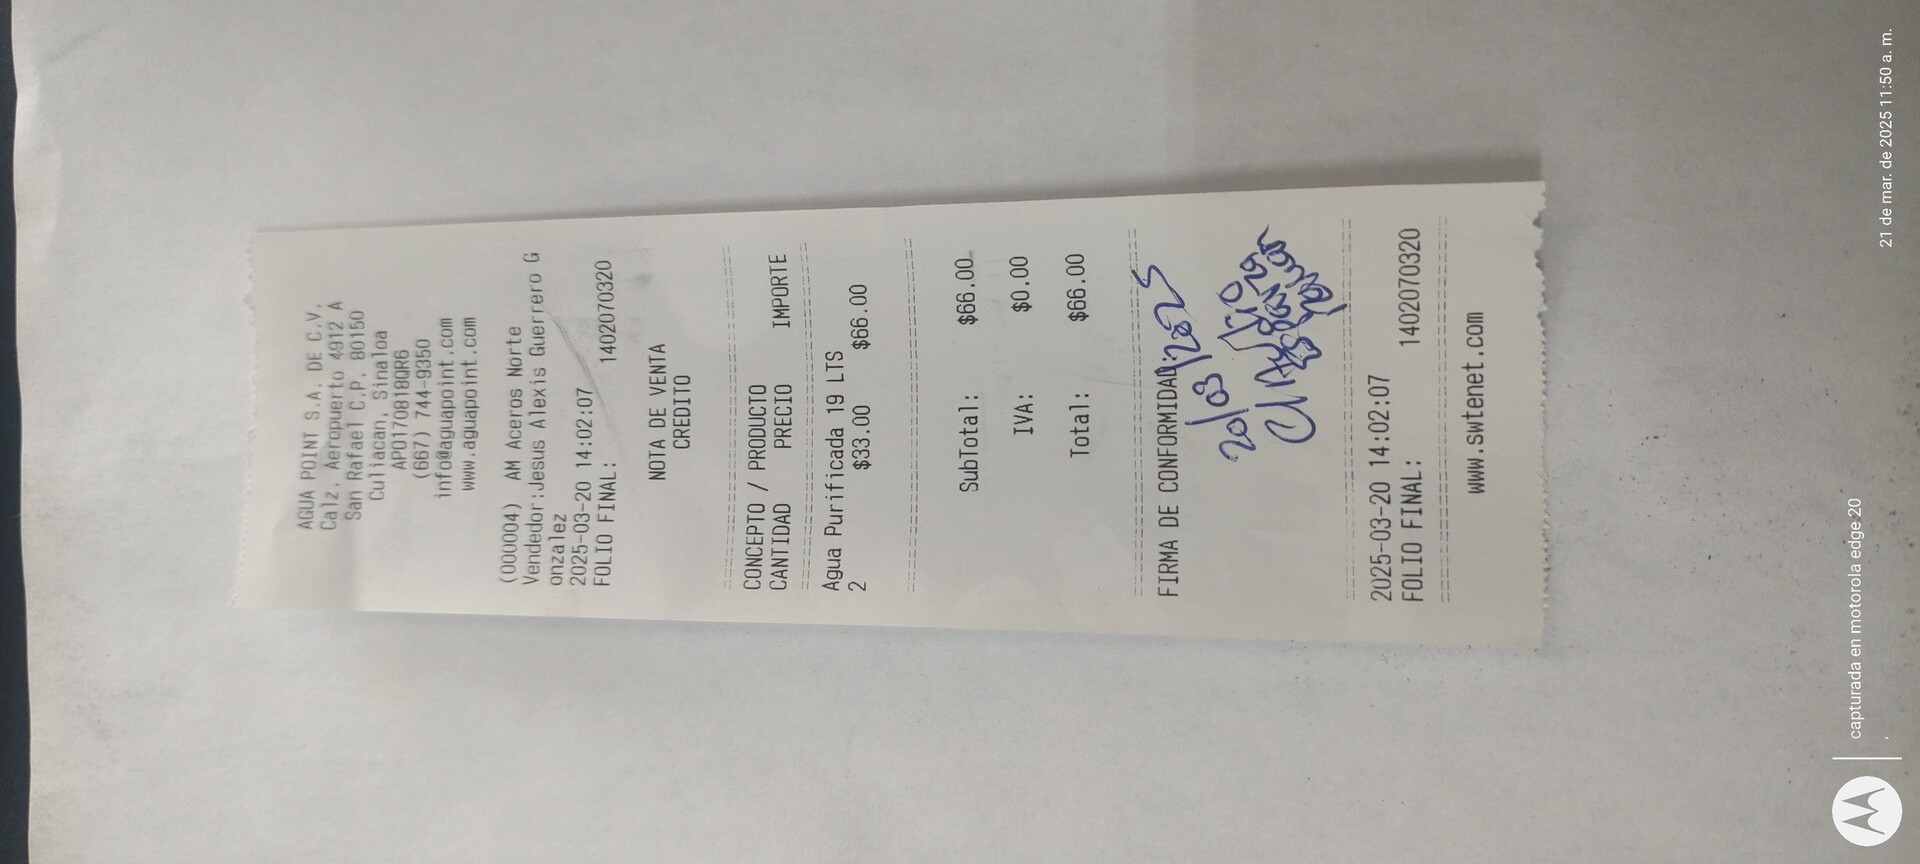 AGUA POINT S.A. DE C.V.
Calz. Aeropuerto 4912 A
San Rafael C.P. 80150
Culiacan, Sinaloa
APO170818QR6
(667) 744-9350
info@aguapoint.com
www.aguapoint.com
(000004) AM Aceros Norte
Vendedor:Jesus Alexis Guerrero G
onzalez
2025-03-20 14:02:07
FOLIO FINAL: 1402070320
NOTA DE VENTA
CREDITO
CONCEPTO / PRODUCTO
CANTIDAD PRECIO IMPORTE
Agua Purificada 19 LTS
2 $33.00 $66.00
SubTotal: $66.00
IVA: $0.00
Total: $66.00
FIRMA DE CONFORMIDAD:
20/03/2025
2025-03-20 14:02:07
FOLIO FINAL: 1402070320
www.swtenet.com
capturada en motorola edge 20
21 de mar. de 2025 11:50 a. m.